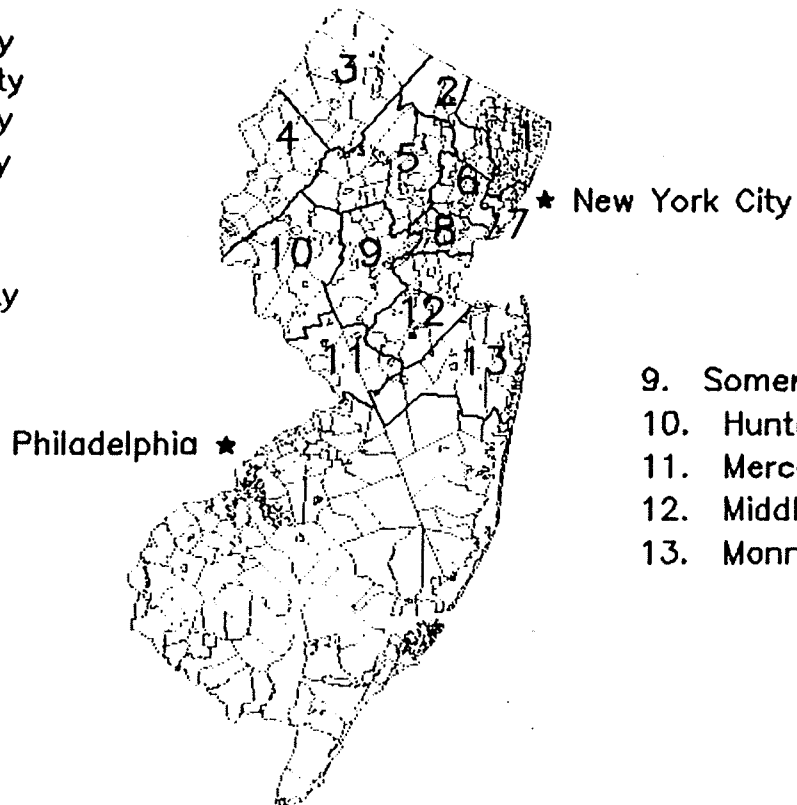 y
ty
y
y
y
3
2
1
4
5
6
★ New York City
7
8
10
9
12
11
13
9. Somer
10. Hunt
11. Merc
12. Middl
13. Monr
Philadelphia ★